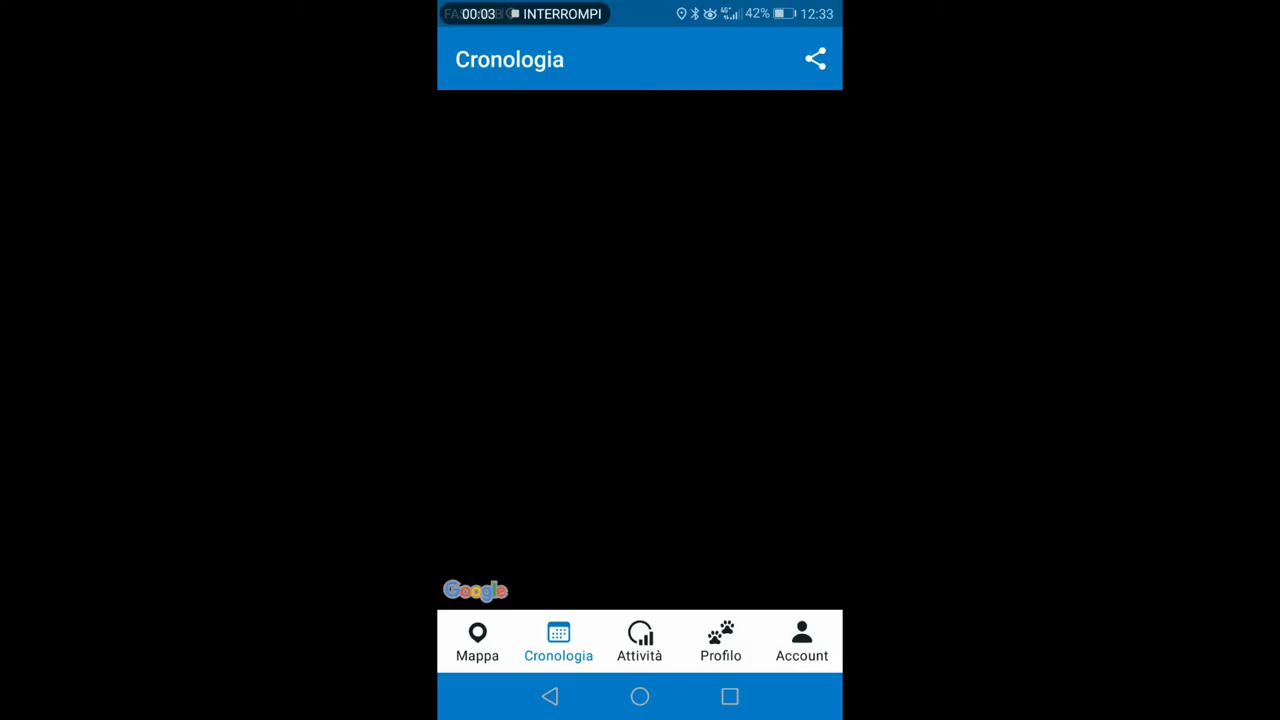 00:03 INTERROMPI 42% 12:33
Cronologia
Google
Mappa Cronologia Attività Profilo Account